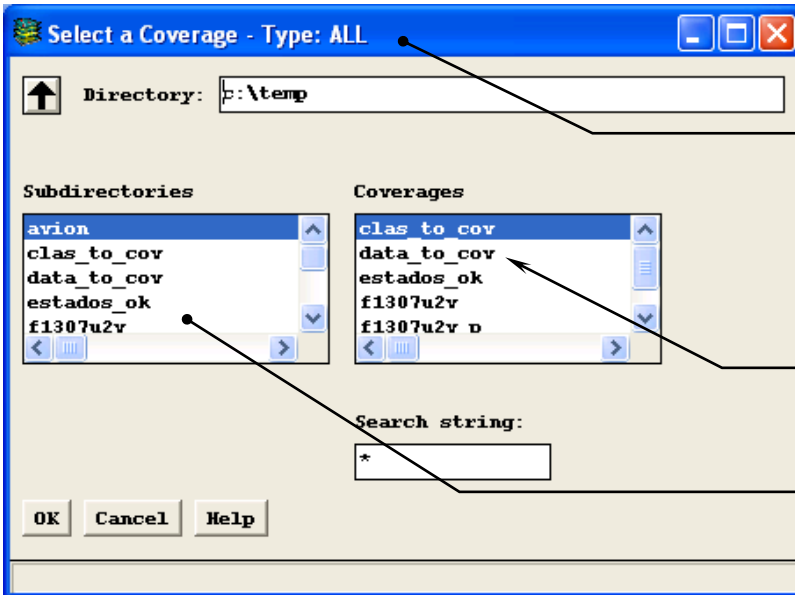 Select a Coverage - Type: ALL
Directory: c:\temp
Subdirectories
avion
clas_to_cov
data_to_cov
estados_ok
f1307u2v
Coverages
clas_to_cov
data_to_cov
estados_ok
f1307u2v
f1307u2v_p
Search string:
*
OK Cancel Help